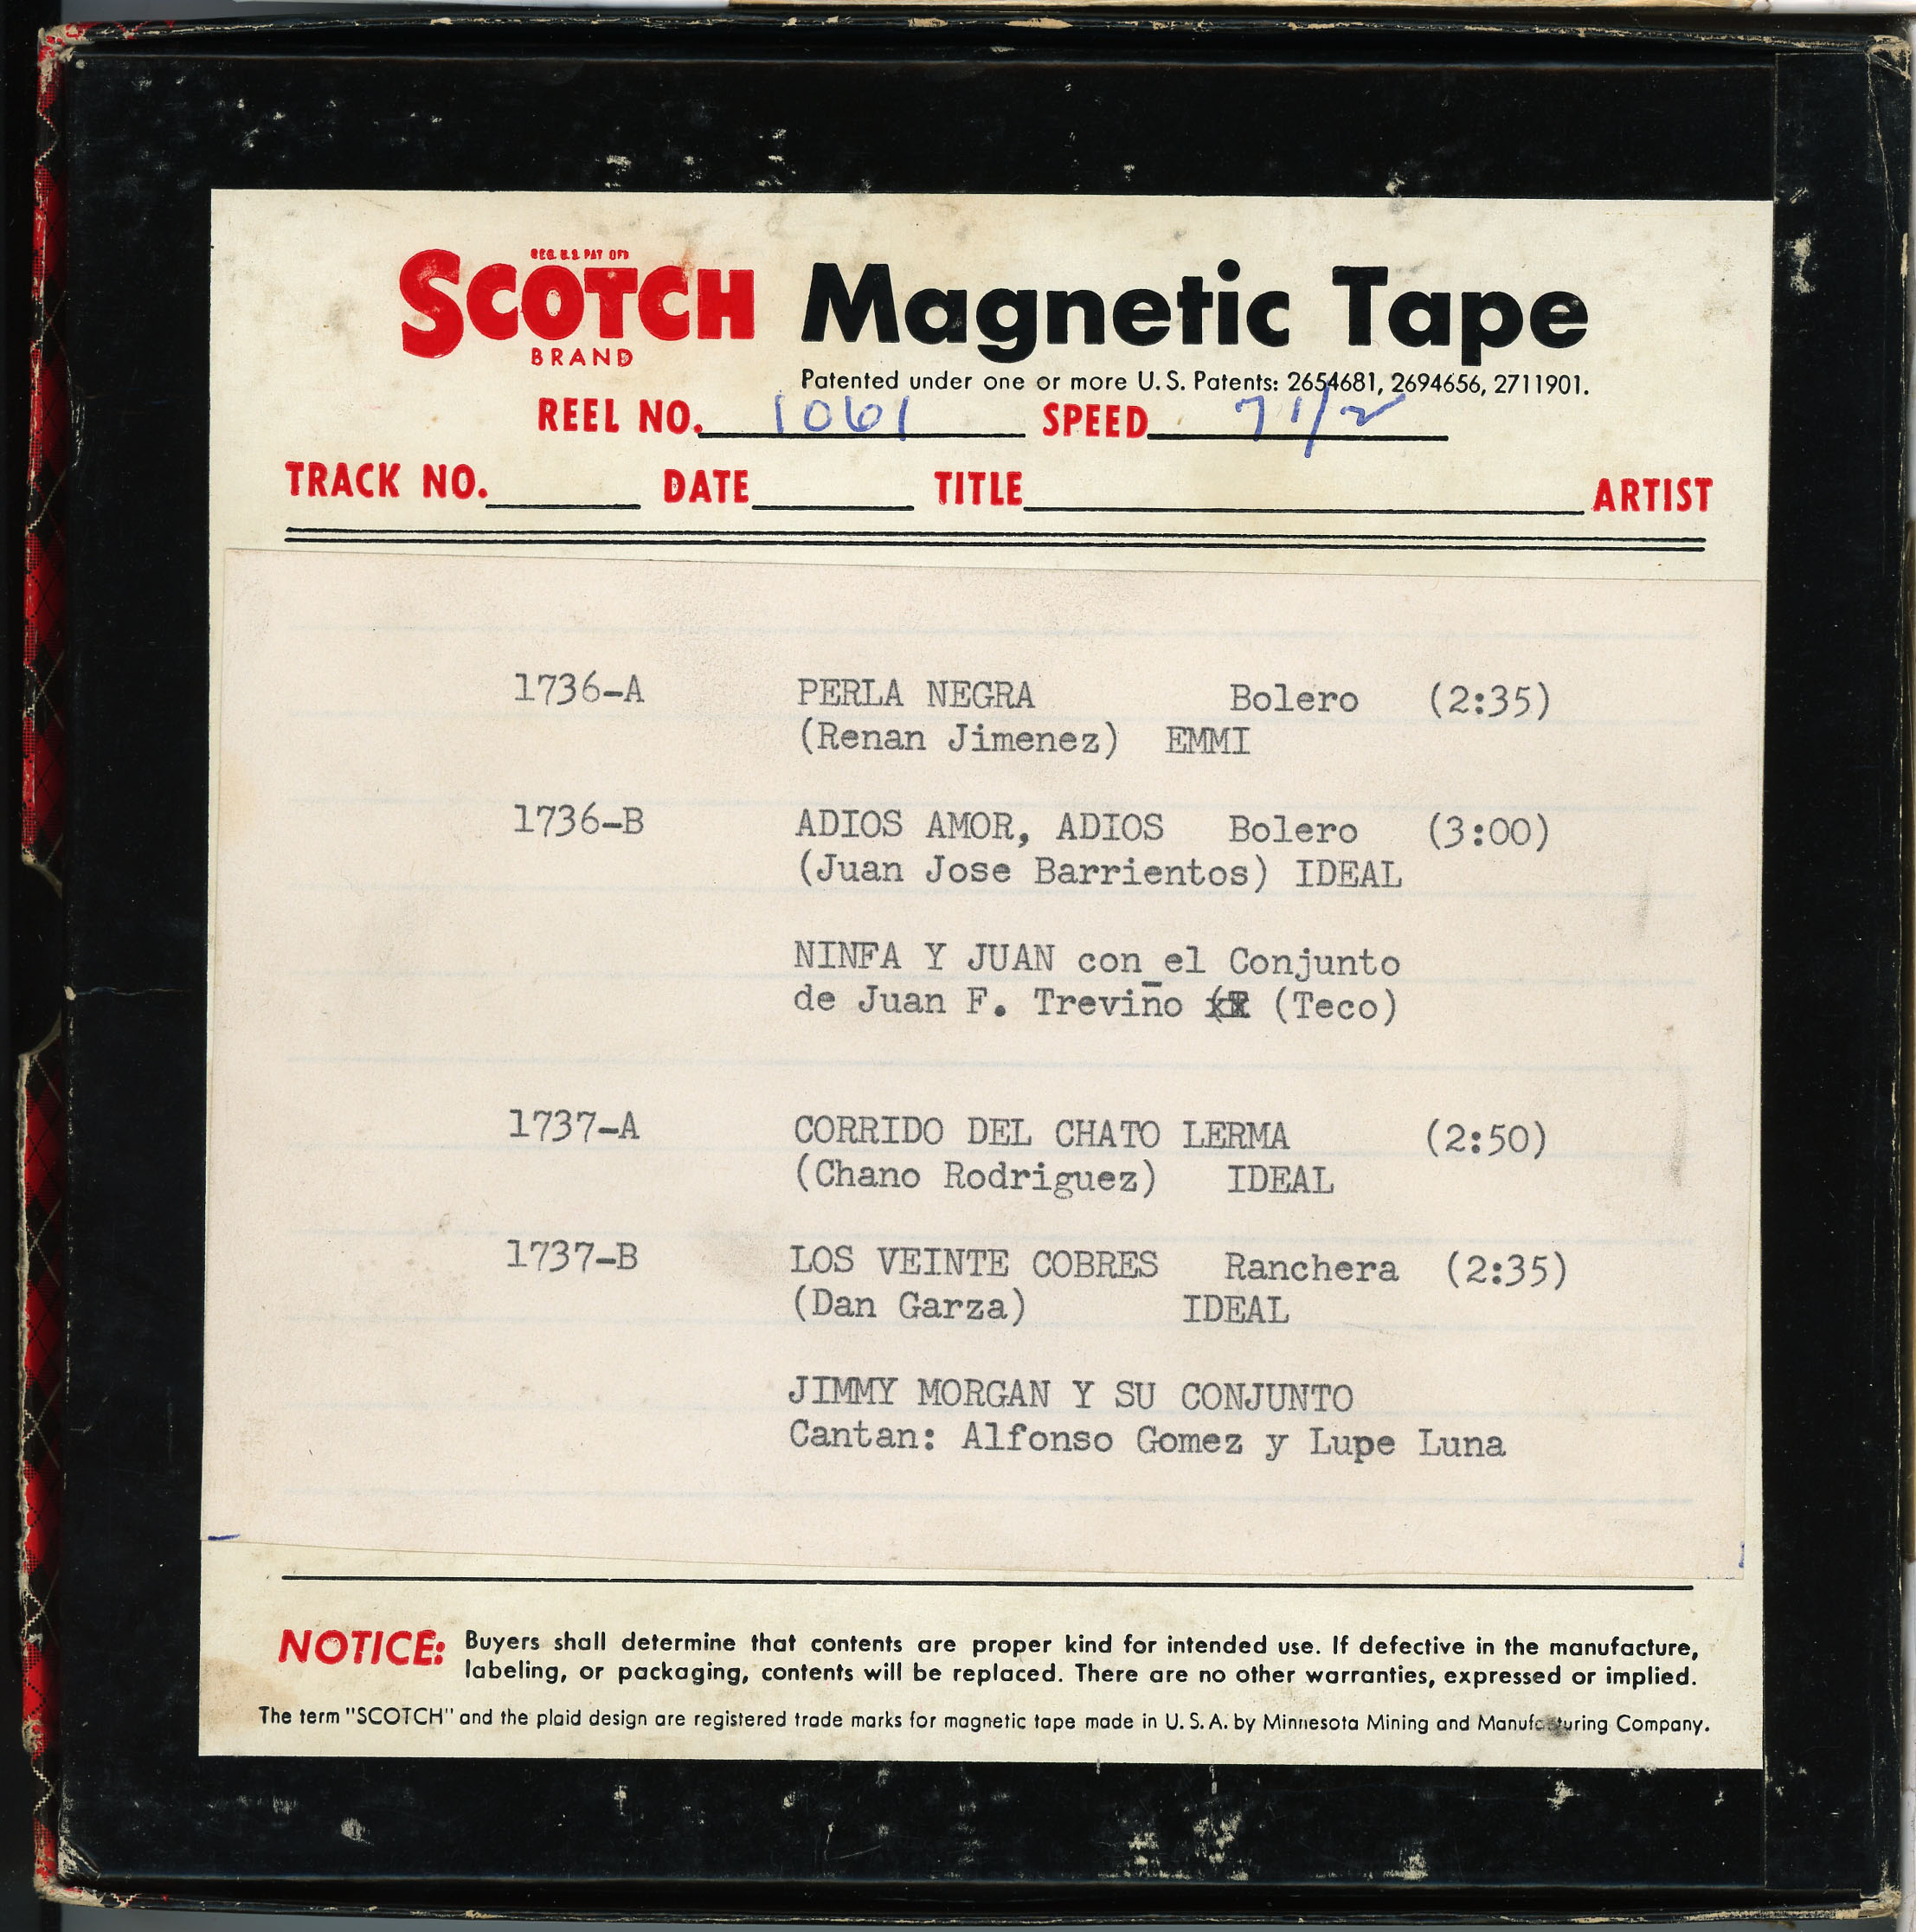 REG. U.S. PAT. OFF.
SCOTCH Magnetic Tape
BRAND
Patented under one or more U.S. Patents: 2654681, 2694656, 2711901.
REEL NO. 1061 SPEED 7 1/2
TRACK NO. DATE TITLE ARTIST
1736-A PERLA NEGRA Bolero (2:35)
(Renan Jimenez) EMMI
1736-B ADIOS AMOR, ADIOS Bolero (3:00)
(Juan Jose Barrientos) IDEAL
NINFA Y JUAN con el Conjunto
de Juan F. Treviño (Teco)
1737-A CORRIDO DEL CHATO LERMA (2:50)
(Chano Rodriguez) IDEAL
1737-B LOS VEINTE COBRES Ranchera (2:35)
(Dan Garza) IDEAL
JIMMY MORGAN Y SU CONJUNTO
Cantan: Alfonso Gomez y Lupe Luna
NOTICE: Buyers shall determine that contents are proper kind for intended use. If defective in the manufacture,
labeling, or packaging, contents will be replaced. There are no other warranties, expressed or implied.
The term "SCOTCH" and the plaid design are registered trade marks for magnetic tape made in U.S.A. by Minnesota Mining and Manufacturing Company.